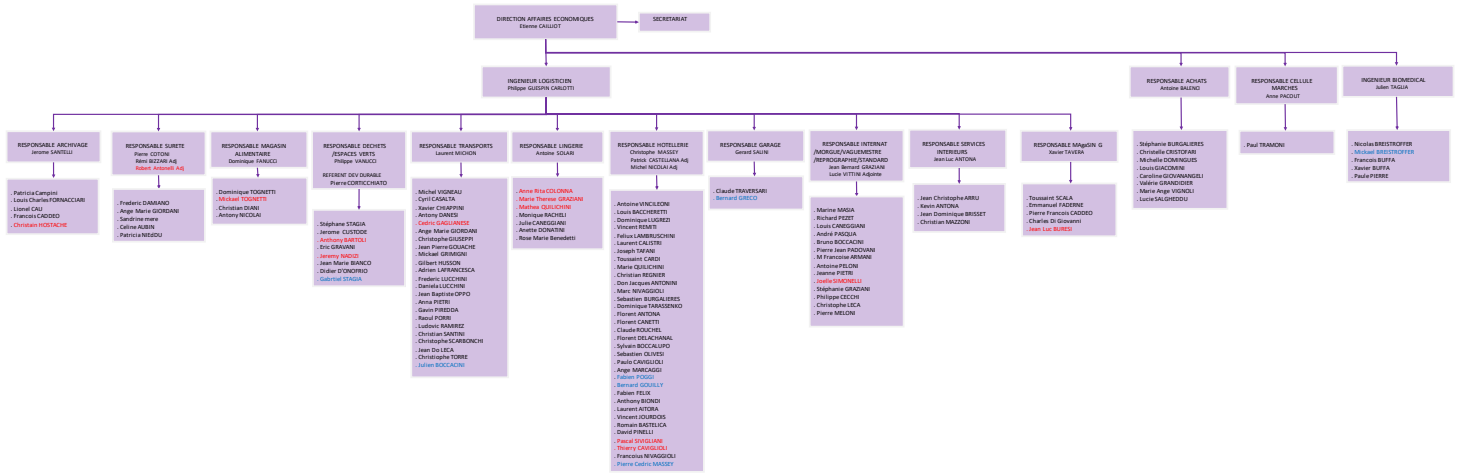 DIRECTION AFFAIRES ECONOMIQUES
Etienne CAILLIOT
SECRETARIAT
INGENIEUR LOGISTICIEN
Philippe GUESPIN CARLOTTI
RESPONSABLE ACHATS
Antoine BALENCI
RESPONSABLE CELLULE
MARCHES
Anne PACOUT
INGENIEUR BIOMEDICAL
Julien TAGLIA
RESPONSABLE ARCHIVAGE
Jerome SANTELLI
. Patricia Campini
. Louis Charles FORNACCIARI
. Lionel CAU
. Francois CADDEO
. Christain HOSTACHE
RESPONSABLE SURETE
Pierre COTONI
Rémi BIZZARI Adj
Robert Antonelli Adj
. Frederic DAMIANO
. Ange Marie GIORDANI
. Sandrine mere
. Celine AUBIN
. Patricia NIEdDU
RESPONSABLE MAGASIN
ALIMENTAIRE
Dominique FANUCCI
. Dominique TOGNETTI
. Mickael TOGNETTI
. Christian DIANI
. Antony NICOLAI
RESPONSABLE DECHETS
/ESPACES VERTS
Philippe VANUCCI
REFERENT DEV DURABLE
Pierre CORTICCHIATO
. Stéphane STAGIA
. Jerome CUSTODE
. Anthony BARTOLI
. Eric GRAVANI
. Jeremy NADIZI
. Jean Marie BIANCO
. Didier D'ONOFRIO
. Gabrtiel STAGIA
RESPONSABLE TRANSPORTS
Laurent MICHON
. Michel VIGNEAU
. Cyril CASALTA
. Xavier CHIAPPINI
. Antony DANESI
. Cedric GAGLIANESE
. Ange Marie GIORDANI
. Christophe GIUSEPPI
. Jean Pierre GOUACHE
. Mickael GRIMIGNI
. Gilbert HUSSON
. Adrien LAFRANCESCA
. Frederic LUCCHINI
. Daniela LUCCHINI
. Jean Baptiste OPPO
. Anna PIETRI
. Gavin PIREDDA
. Raoul PORRI
. Ludovic RAMIREZ
. Christian SANTINI
. Christophe SCARBONCHI
. Jean Do LECA
. Christiophe TORRE
. Julien BOCCACINI
RESPONSABLE LINGERIE
Antoine SOLARI
. Anne Rita COLONNA
. Marie Therese GRAZIANI
. Mathea QUILICHINI
. Monique RACHELI
. Julie CANEGGIANI
. Anette DONATINI
. Rose Marie Benedetti
RESPONSABLE HOTELLERIE
Christophe MASSEY
Patrick CASTELLANA Adj
Michel NICOLAI Adj
. Antoine VINCILEONI
. Louis BACCHERETTI
. Dominique LUGREZI
. Vincent REMITI
. Feliux LAMBRUSCHINI
. Laurent CALISTRI
. Joseph TAFANI
. Toussaint CARDI
. Marie QUILICHINI
. Christian REGNIER
. Don Jacques ANTONINI
. Marc NIVAGGIOLI
. Sebastien BURGALIERES
. Dominique TARASSENKO
. Florent ANTONA
. Florent CANETTI
. Claude ROUCHEL
. Florent DELACHANAL
. Sylvain BOCCALUPO
. Sebastien OLIVESI
. Paulo CAVIGLIOLI
. Ange MARCAGGI
. Fabien POGGI
. Bernard GOUILLY
. Fabien FELIX
. Anthony BIONDI
. Laurent AITORA
. Vincent JOURDOIS
. Romain BASTELICA
. David PINELLI
. Pascal SIVIGLIANI
. Thierry CAVIGLIOLI
. Francoius NIVAGGIOLI
. Pierre Cedric MASSEY
RESPONSABLE GARAGE
Gerard SALINI
. Claude TRAVERSARI
. Bernard GRECO
RESPONSABLE INTERNAT
/MORGUE/VAGUEMESTRE
/REPROGRAPHIE/STANDARD
Jean Bernard GRAZIANI
Lucie VITTINI Adjointe
. Marine MASIA
. Richard PEZET
. Louis CANEGGIANI
. André PASQUA
. Bruno BOCCACINI
. Pierre Jean PADOVANI
. M Francoise ARMANI
. Antoine PELONI
. Jeanne PIETRI
. Joelle SIMONELLI
. Stéphanie GRAZIANI
. Philippe CECCHI
. Christophe LECA
. Pierre MELONI
RESPONSABLE SERVICES
INTERIEURS
Jean Luc ANTONA
. Jean Christophe ARRU
. Kevin ANTONA
. Jean Dominique BRISSET
. Christian MAZZONI
RESPONSABLE MAgaSIN G
Xavier TAVERA
. Toussaint SCALA
. Emmanuel FADERNE
. Pierre Francois CADDEO
. Charles DI Giovanni
. Jean Luc BURESI
. Stéphanie BURGALIERES
. Christelle CRISTOFARI
. Michelle DOMINGUES
. Louis GIACOMINI
. Caroline GIOVANANGELI
. Valérie GRANDIDIER
. Marie Ange VIGNOLI
. Lucie SALGHEDDU
. Paul TRAMONI
. Nicolas BREISTROFFER
. Mickael BREISTROFFER
. Francois BUFFA
. Xavier BUFFA
. Paule PIERRE